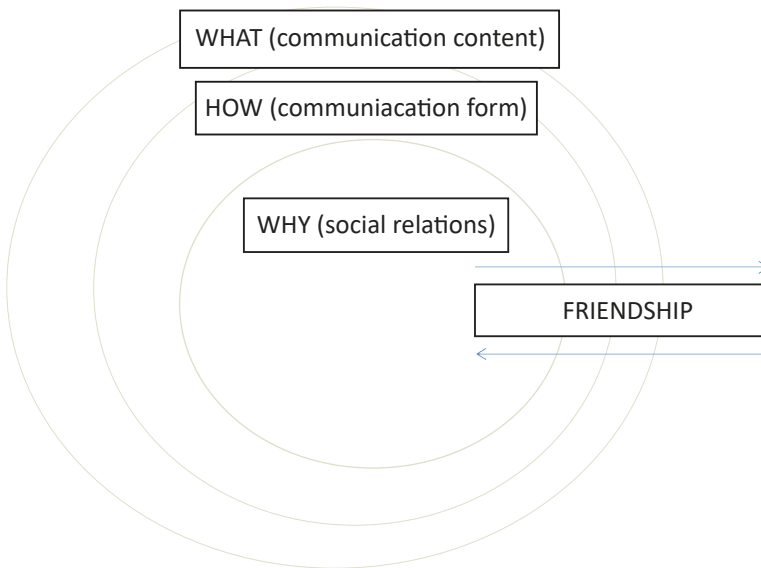 WHAT (communication content)
HOW (communiacation form)
WHY (social relations)
FRIENDSHIP